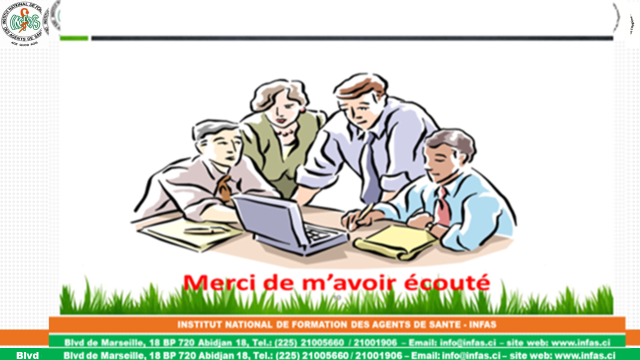 Merci de m'avoir écouté
INSTITUT NATIONAL DE FORMATION DES AGENTS DE SANTE - INFAS
Blvd de Marseille, 18 BP 720 Abidjan 18, Tel.: (225) 21005660 / 21001906 – Email: info@infas.ci – site web: www.infas.ci
Blvd de Marseille, 18 BP 720 Abidjan 18, Tel.: (225) 21005660 / 21001906 – Email: info@infas.ci – site web: www.infas.ci
Blvd